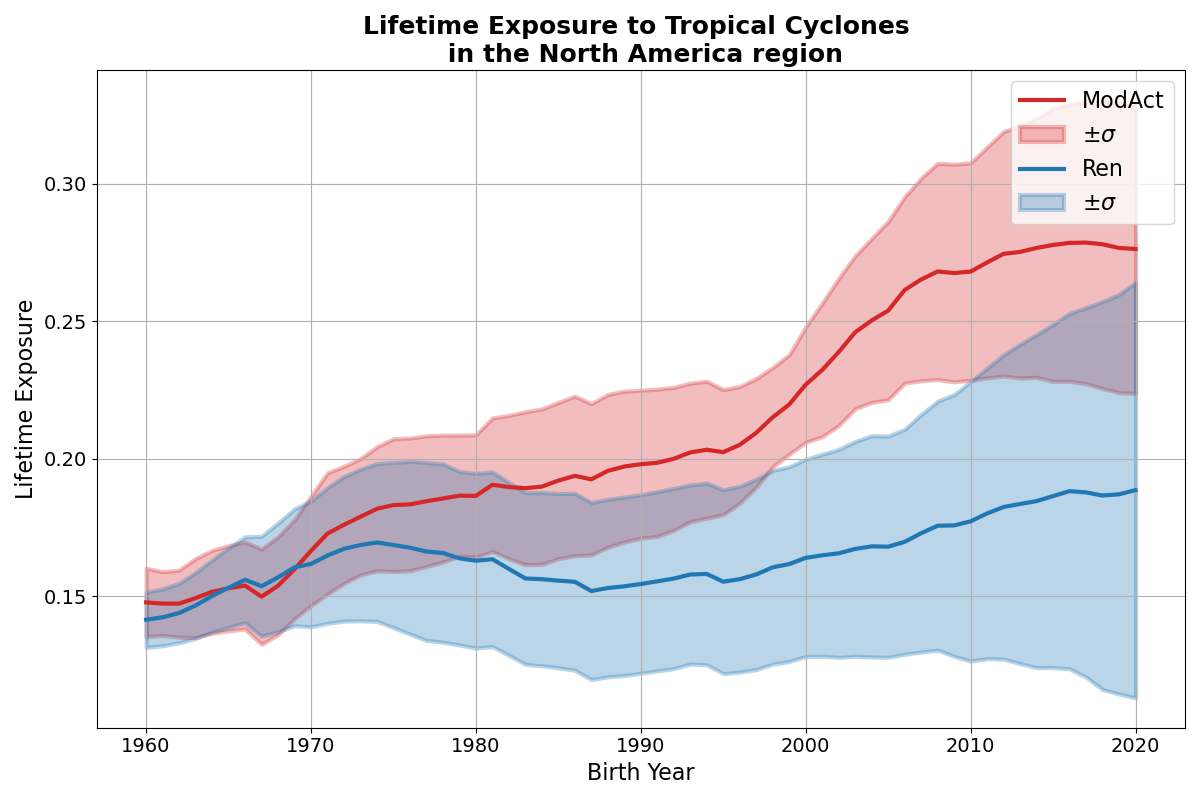 Lifetime Exposure to Tropical Cyclones
in the North America region
ModAct
±σ
Ren
±σ
Lifetime Exposure
0.30
0.25
0.20
0.15
1960 1970 1980 1990 2000 2010 2020
Birth Year